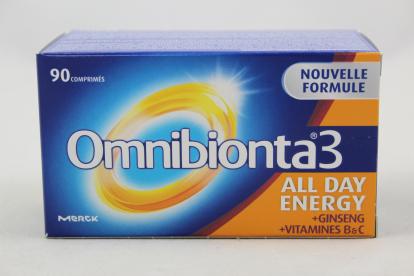 90 COMPRIMÉS
NOUVELLE
FORMULE
Omnibionta®3
ALL DAY
ENERGY
+GINSENG
+VITAMINES B&C
MERCK